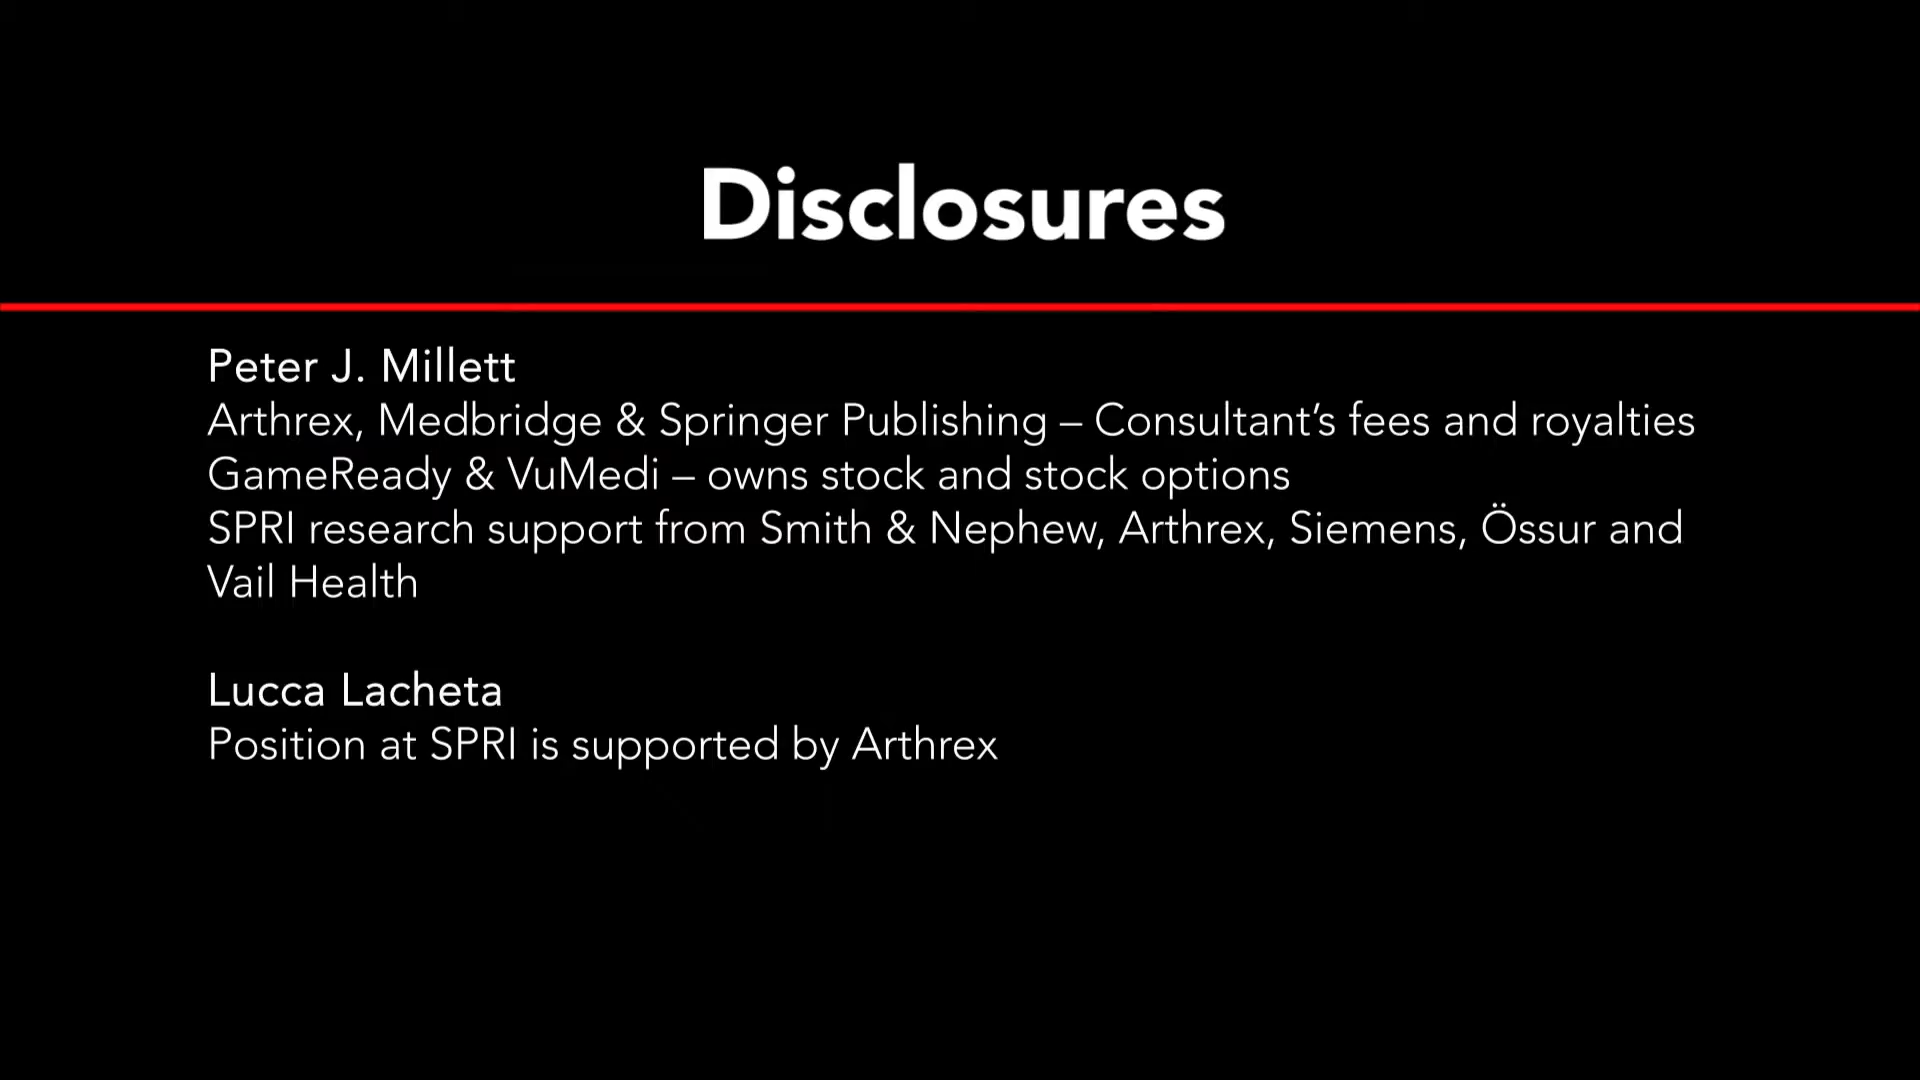 Disclosures
Peter J. Millett
Arthrex, Medbridge & Springer Publishing – Consultant’s fees and royalties
GameReady & VuMedi – owns stock and stock options
SPRI research support from Smith & Nephew, Arthrex, Siemens, Össur and
Vail Health
Lucca Lacheta
Position at SPRI is supported by Arthrex